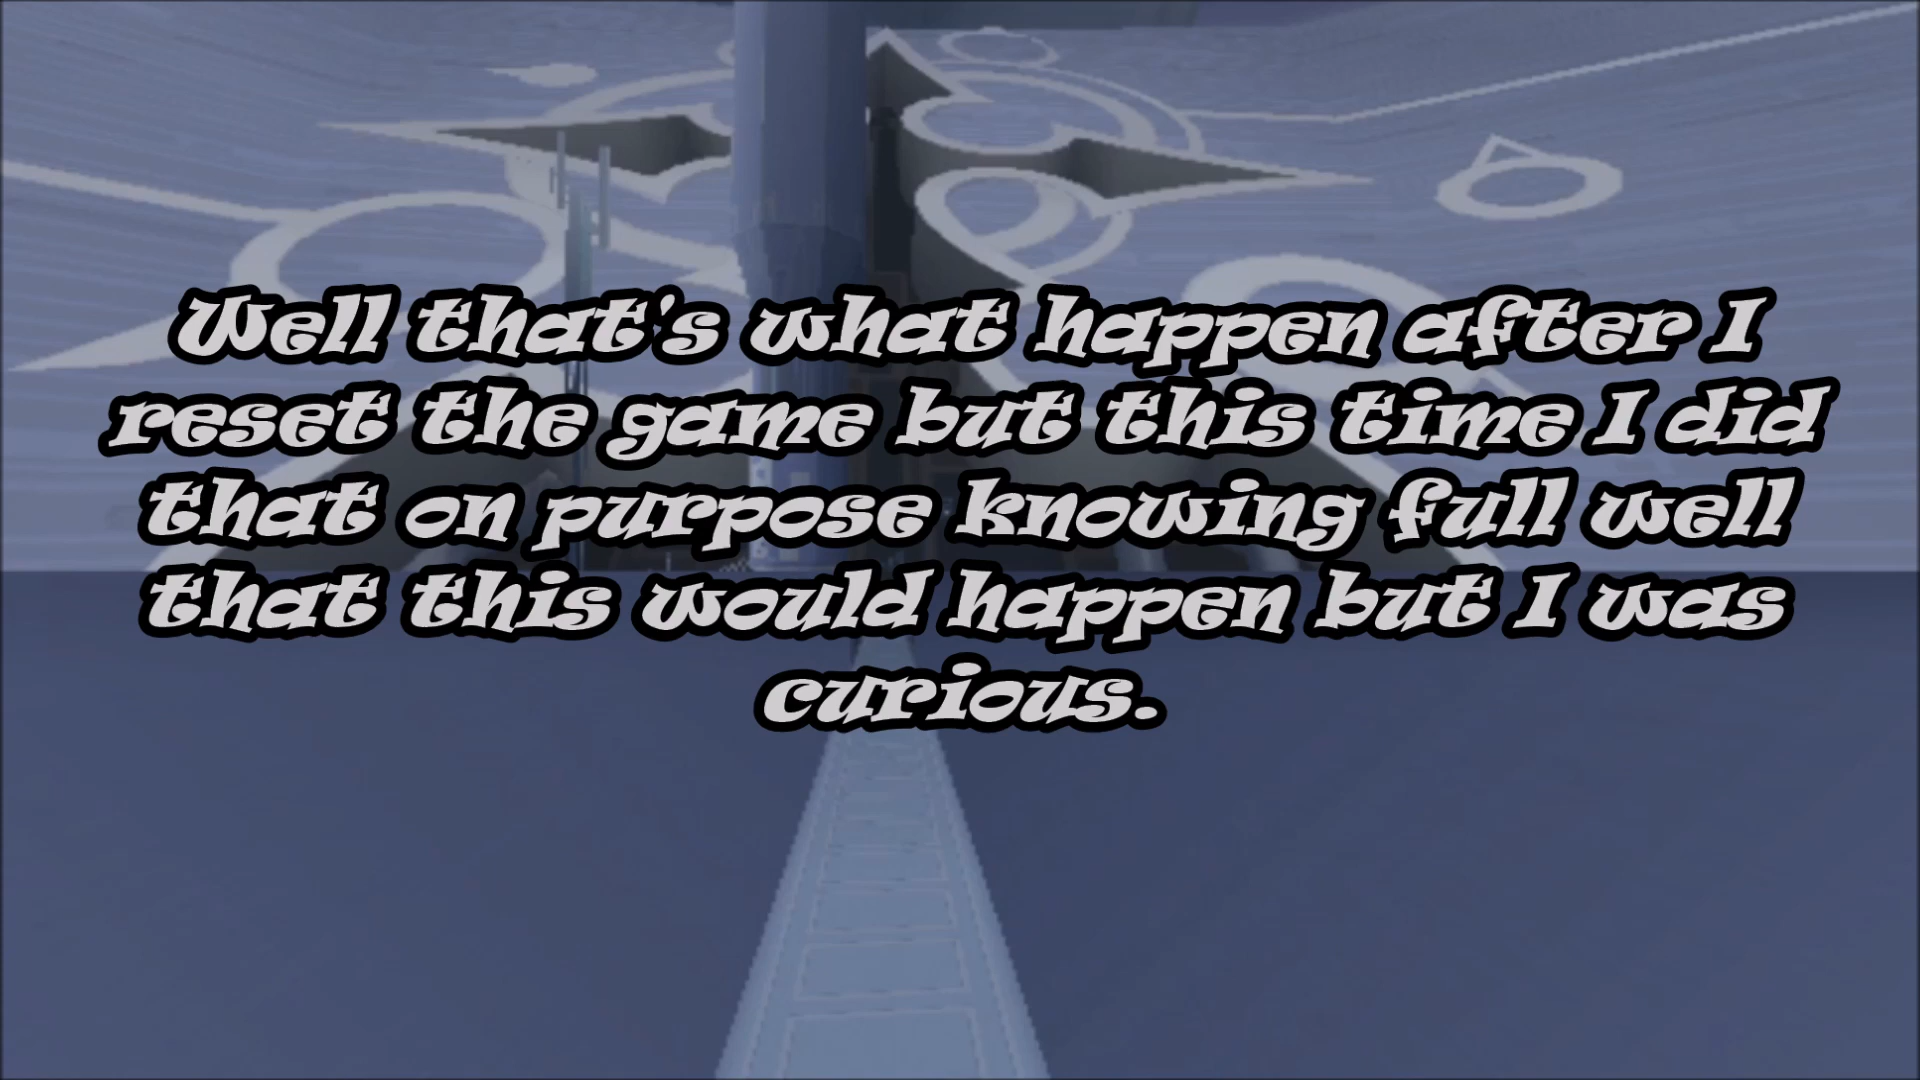 Well that's what happen after I
reset the game but this time I did
that on purpose knowing full well
that this would happen but I was
curious.